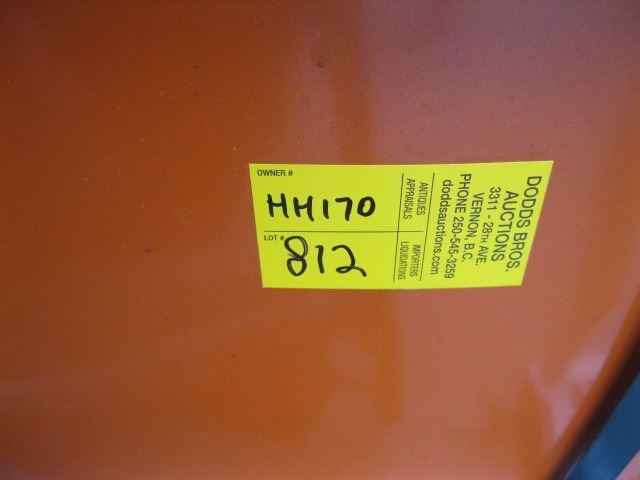 OWNER #
HH170
LOT #
812
ANTIQUES
APPRAISALS
IMPORTERS
LIQUIDATIONS
DODDS BROS.
AUCTIONS
3311 - 28TH AVE.
VERNON, B.C.
PHONE 250-545-3259
doddsauctions.com